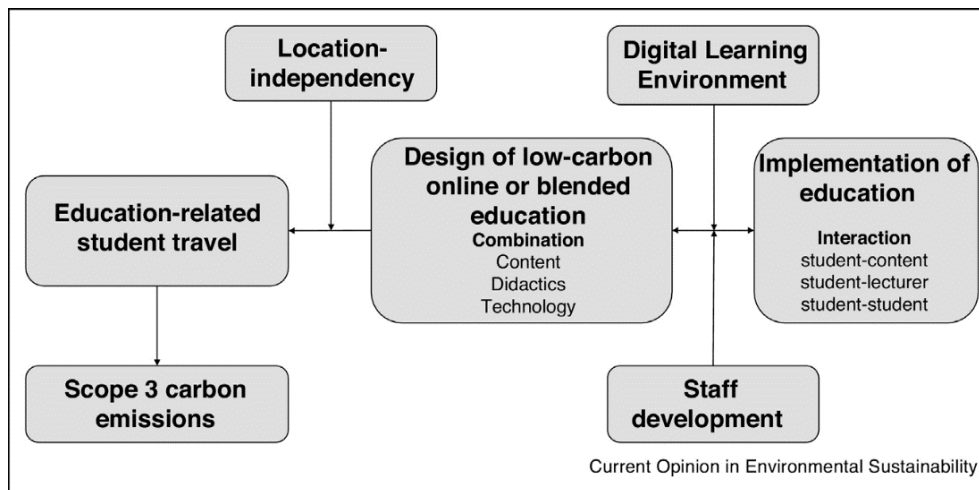 Location-
independency
Digital Learning
Environment
Design of low-carbon
online or blended
education
Combination
Content
Didactics
Technology
Implementation of
education
Interaction
student-content
student-lecturer
student-student
Education-related
student travel
Scope 3 carbon
emissions
Staff
development
Current Opinion in Environmental Sustainability